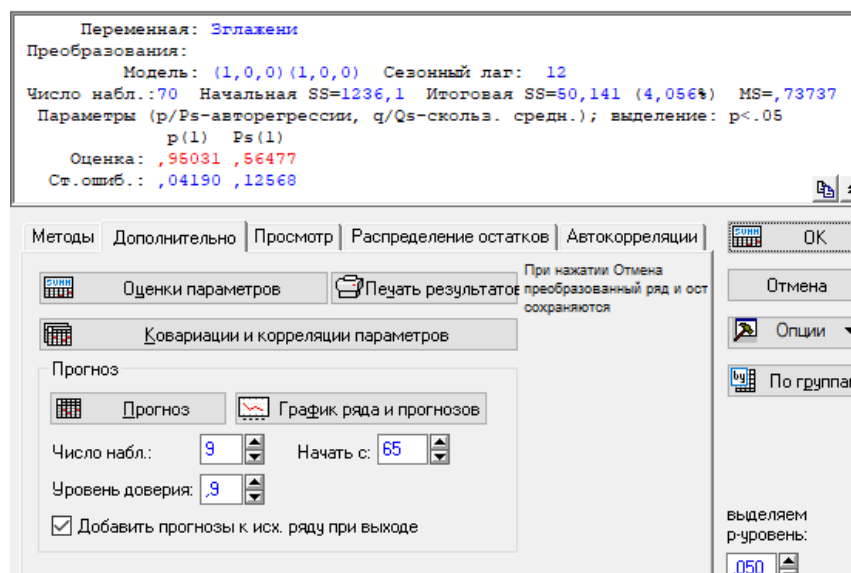 Переменная: Зглажени
Преобразования:
Модель: (1,0,0)(1,0,0) Сезонный лаг: 12
Число набл.:70 Начальная SS=1236,1 Итоговая SS=50,141 (4,056%) MS=,73737
Параметры (p/Ps-авторегрессии, q/Qs-скольз. средн.); выделение: p<.05
p(1) Ps(1)
Оценка: ,95031 ,56477
Ст.ошиб.: ,04190 ,12568
Методы Дополнительно Просмотр Распределение остатков Автокорреляции
SUMM Оценки параметров
Печать результатов
При нажатии Отмена
преобразованный ряд и ост
сохраняются
Ковариации и корреляции параметров
Прогноз
Прогноз График ряда и прогнозов
Число набл.: 9 Начать с: 65
Уровень доверия: ,9
Добавить прогнозы к исх. ряду при выходе
SUMM OK
Отмена
Опции
By По группа
выделяем
p-уровень:
,050